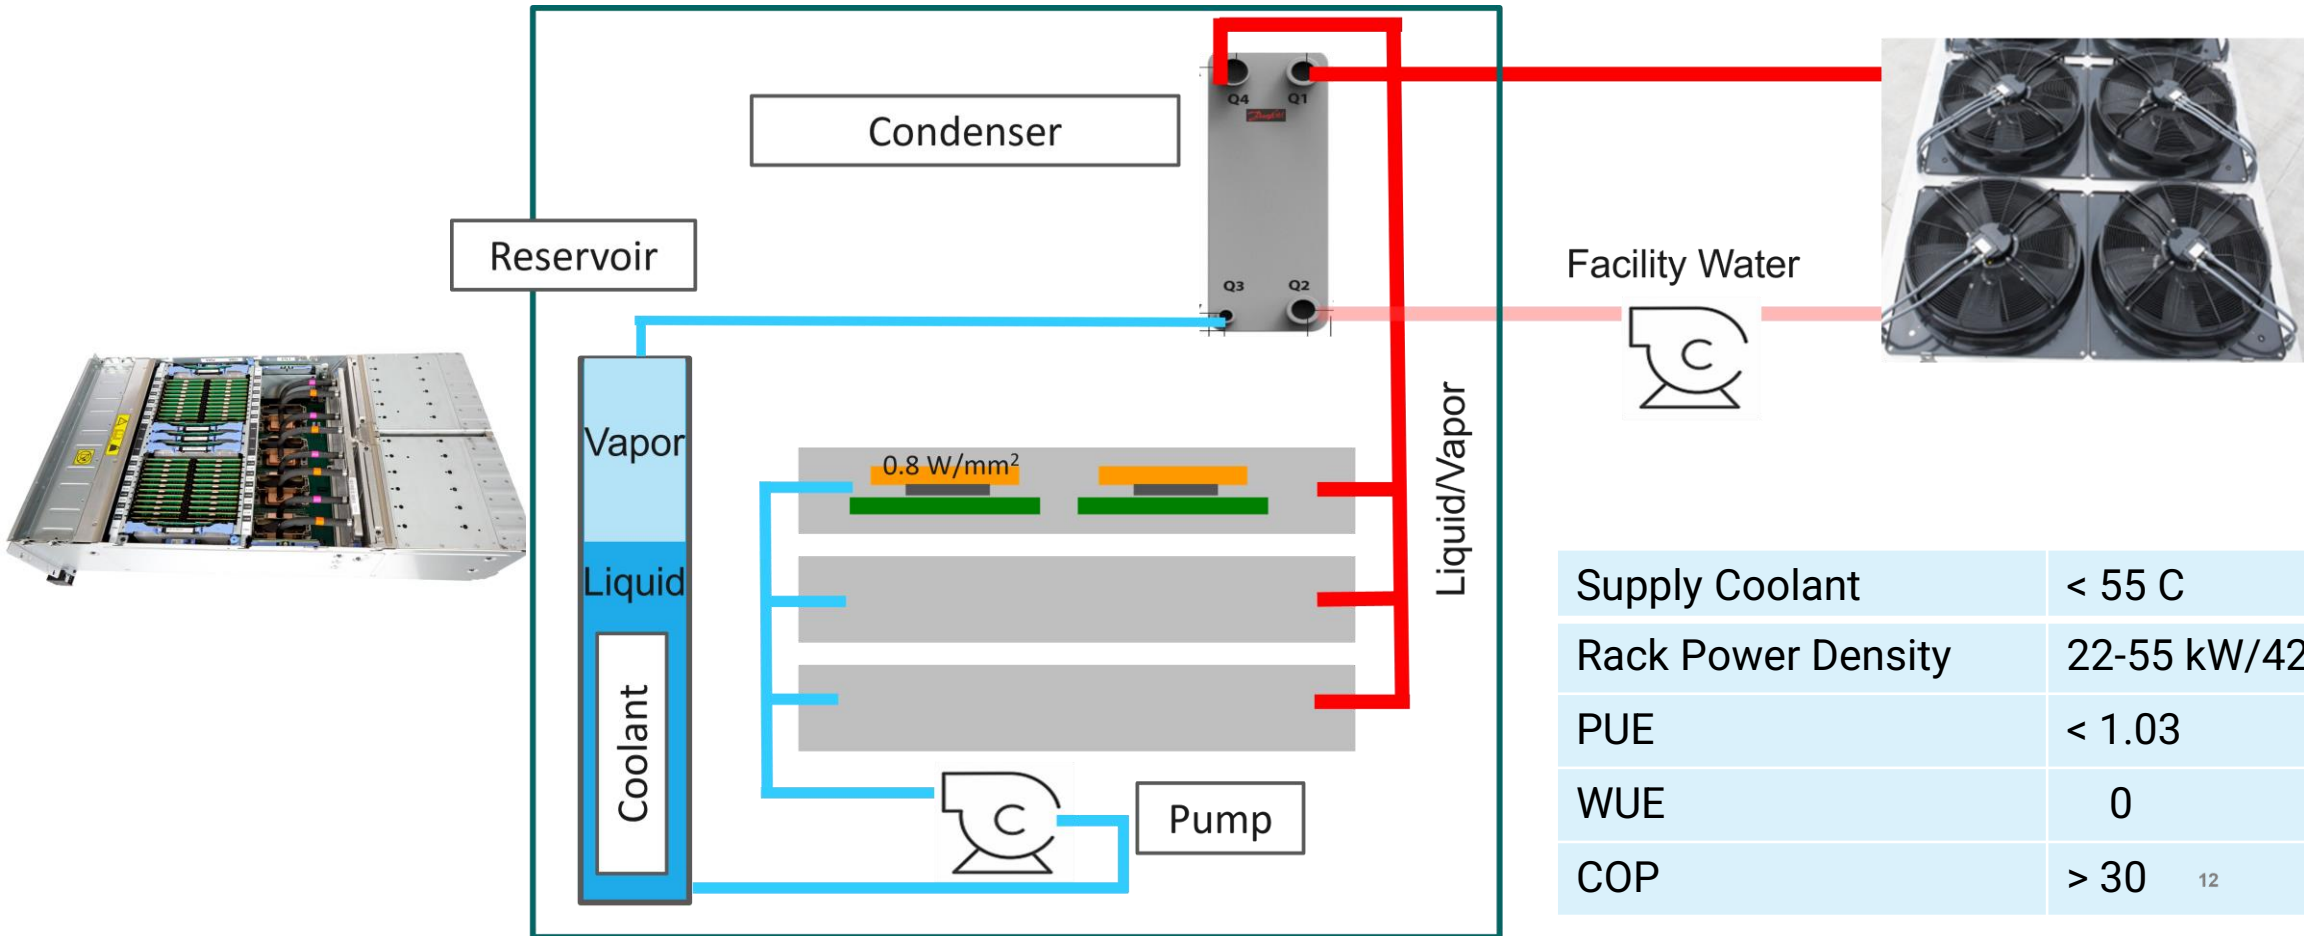 Condenser
Q4 Q1
Danfoss
Reservoir
Q3 Q2
Facility Water
C
Vapor
Liquid
Coolant
0.8 W/mm²
Liquid/Vapor
C
Pump
Supply Coolant < 55 C
Rack Power Density 22-55 kW/42
PUE < 1.03
WUE 0
COP > 30
12